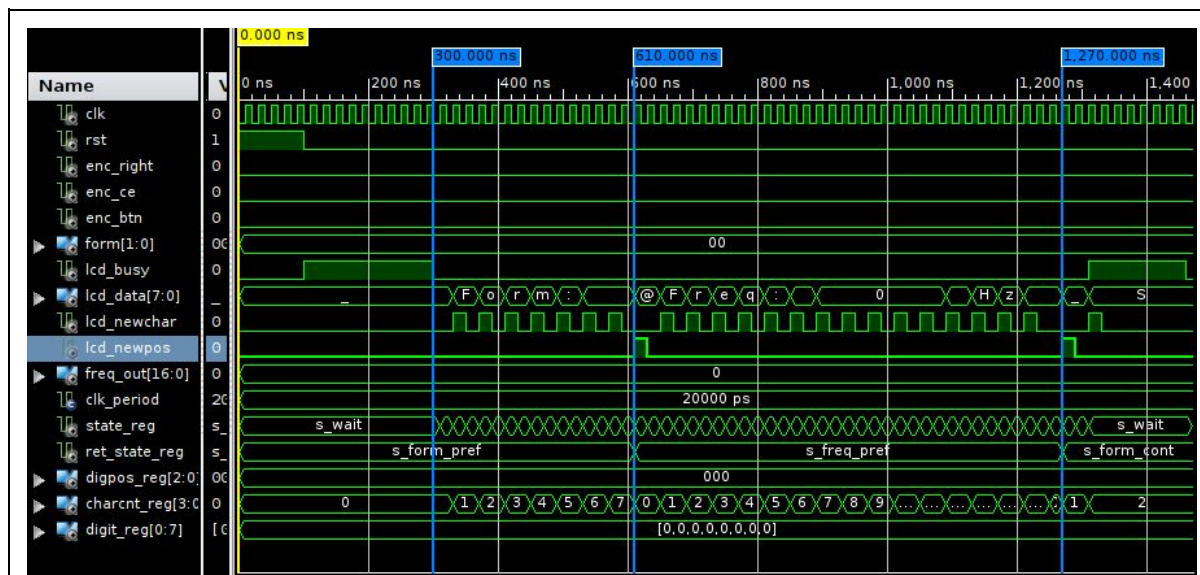 0.000 ns
300.000 ns 610.000 ns 1,270.000 ns
Name V 0 ns 200 ns 400 ns 600 ns 800 ns 1,000 ns 1,200 ns 1,400
clk 0
rst 1
enc_right 0
enc_ce 0
enc_btn 0
form[1:0] 00 00
lcd_busy 0
lcd_data[7:0] _ _ F o r m : @ F r e q : 0 H z _ S
lcd_newchar 0
lcd_newpos 0
freq_out[16:0] 0 0
clk_period 20 20000 ps
state_reg s_ s_wait s_wait
ret_state_reg s_ s_form_pref s_freq_pref s_form_cont
digpos_reg[2:0] 00 000
charcnt_reg[3:0 0 0 1 2 3 4 5 6 7 0 1 2 3 4 5 6 7 8 9 ... ... ... ... ... ... 1 2
digit_reg[0:7] [0 [0,0,0,0,0,0,0,0]